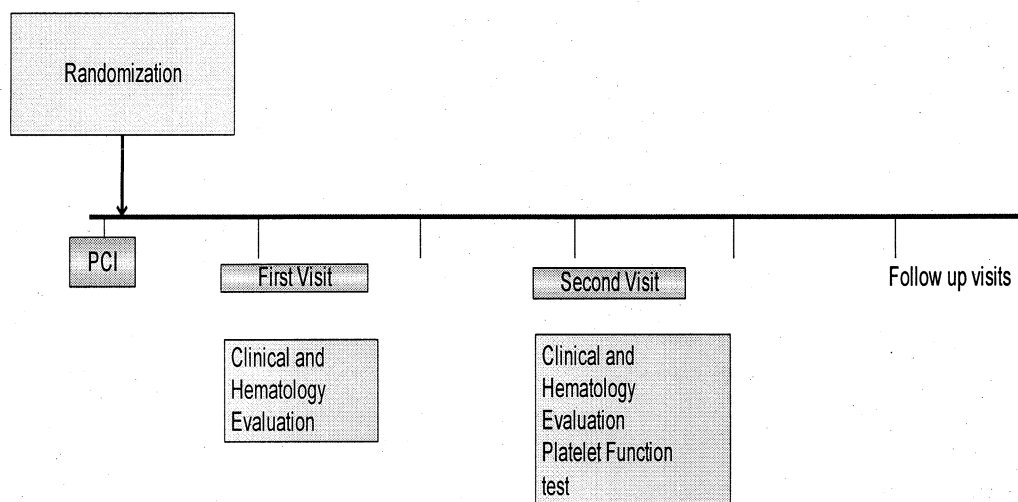 Randomization
PCI
First Visit
Second Visit
Follow up visits
Clinical and
Hematology
Evaluation
Clinical and
Hematology
Evaluation
Platelet Function
test